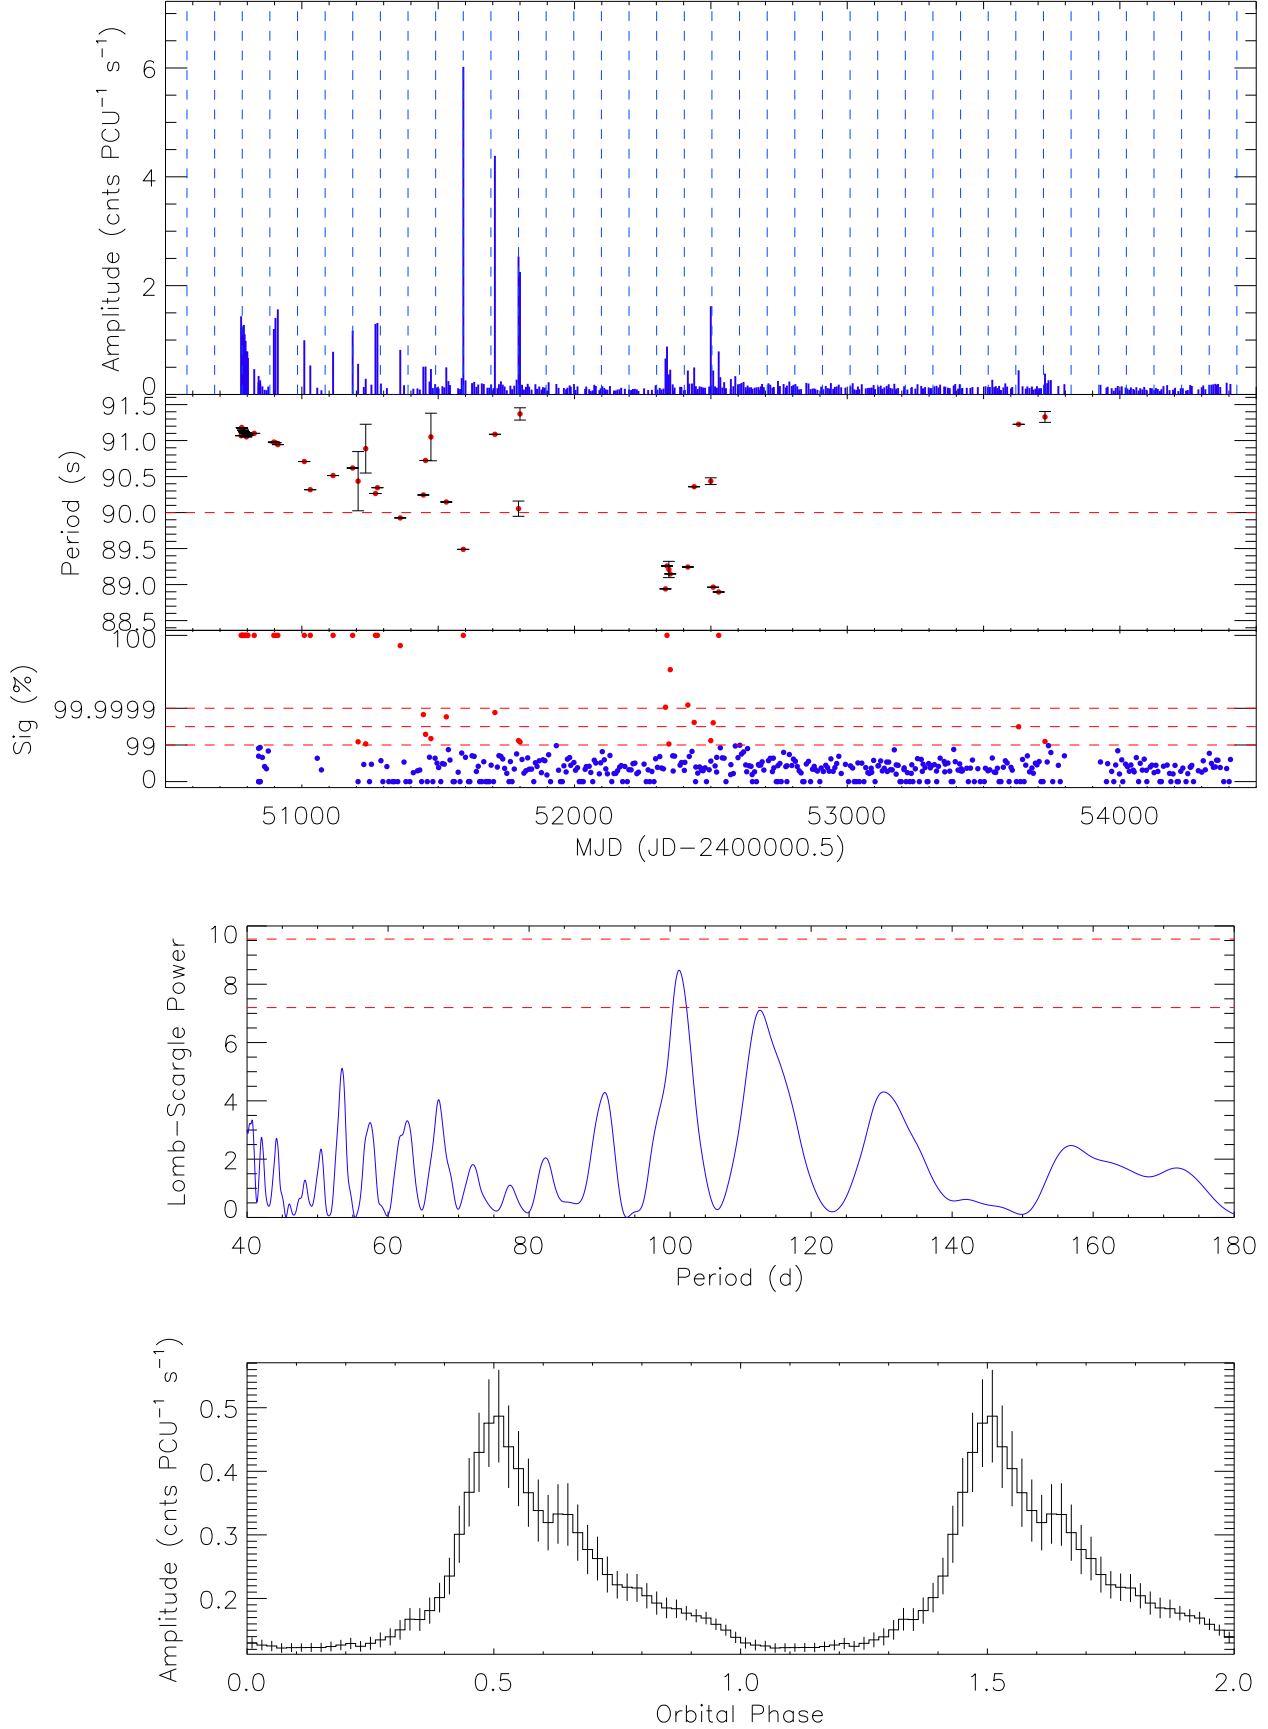 Amplitude (cnts PCU⁻¹ s⁻¹)
6
4
2
0
Period (s)
91.5
91.0
90.5
90.0
89.5
89.0
88.5
Sig (%)
100
99.9999
99
0
51000 52000 53000 54000
MJD (JD-2400000.5)
Lomb-Scargle Power
10
8
6
4
2
0
40 60 80 100 120 140 160 180
Period (d)
Amplitude (cnts PCU⁻¹ s⁻¹)
0.5
0.4
0.3
0.2
0.0 0.5 1.0 1.5 2.0
Orbital Phase